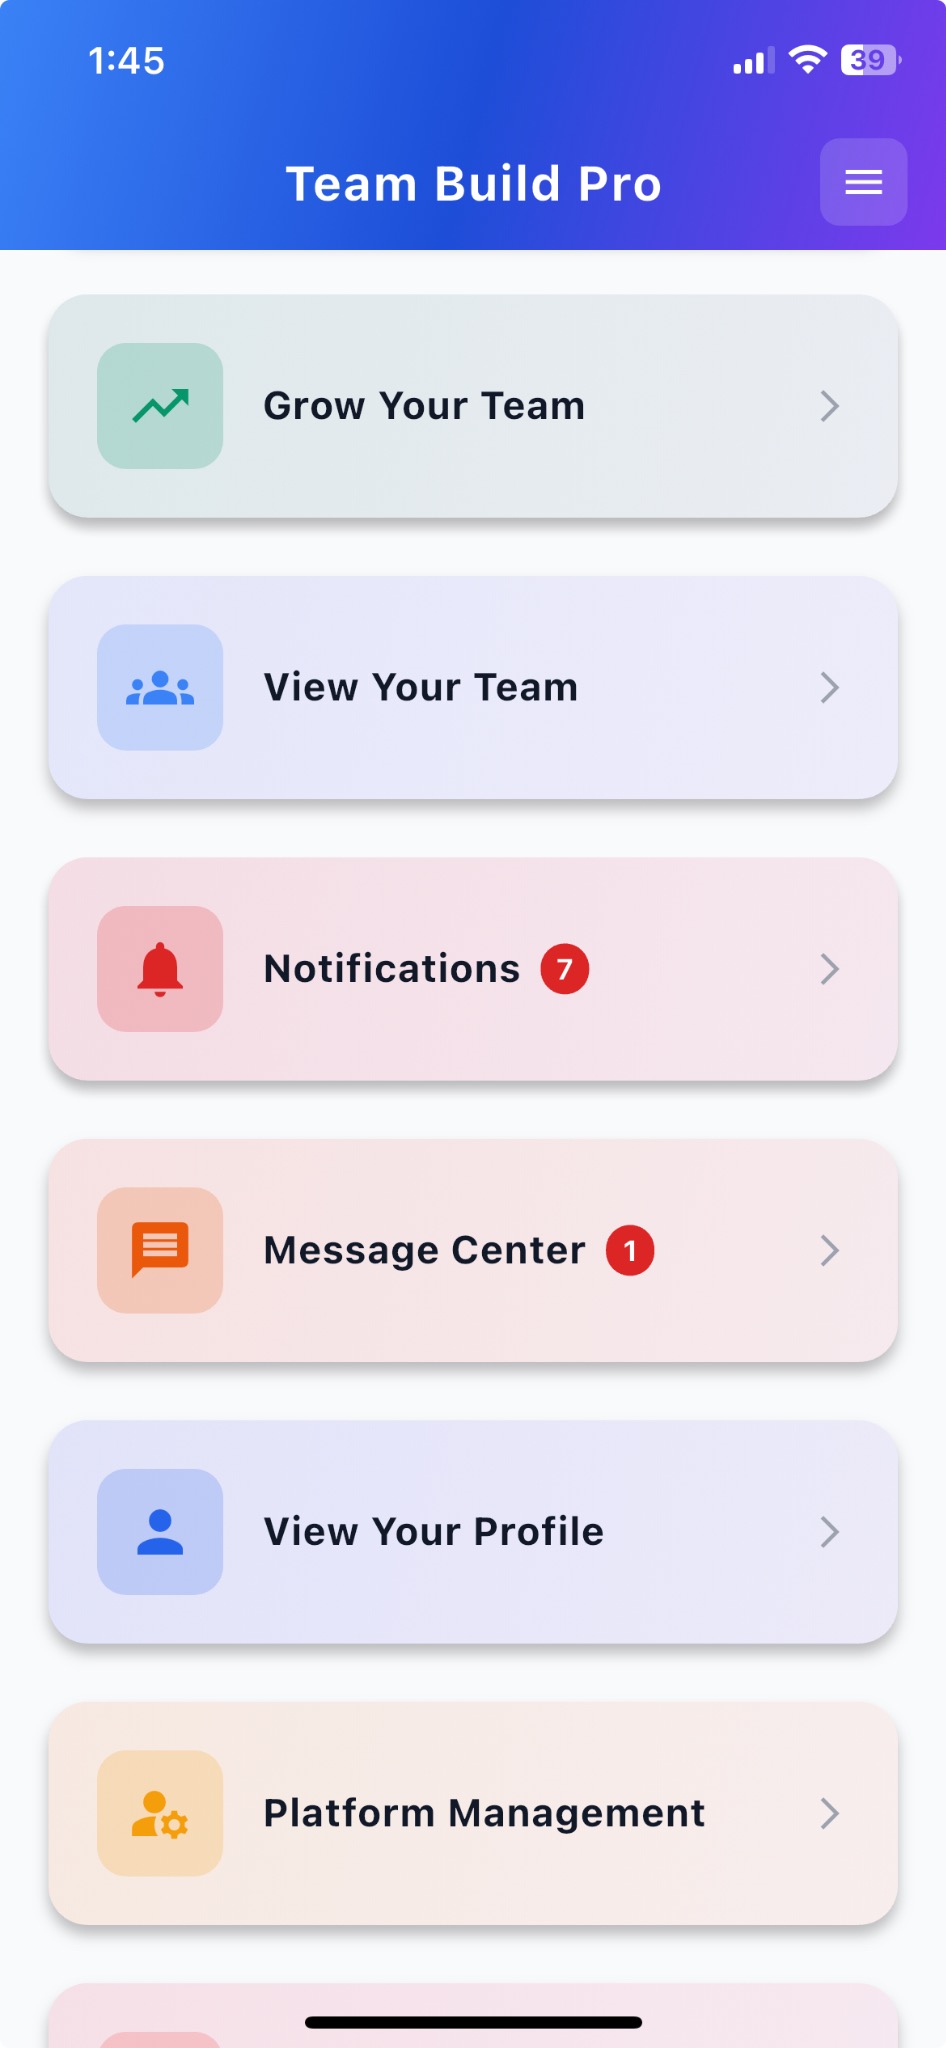 1:45
39
Team Build Pro
Grow Your Team
View Your Team
Notifications 7
Message Center 1
View Your Profile
Platform Management